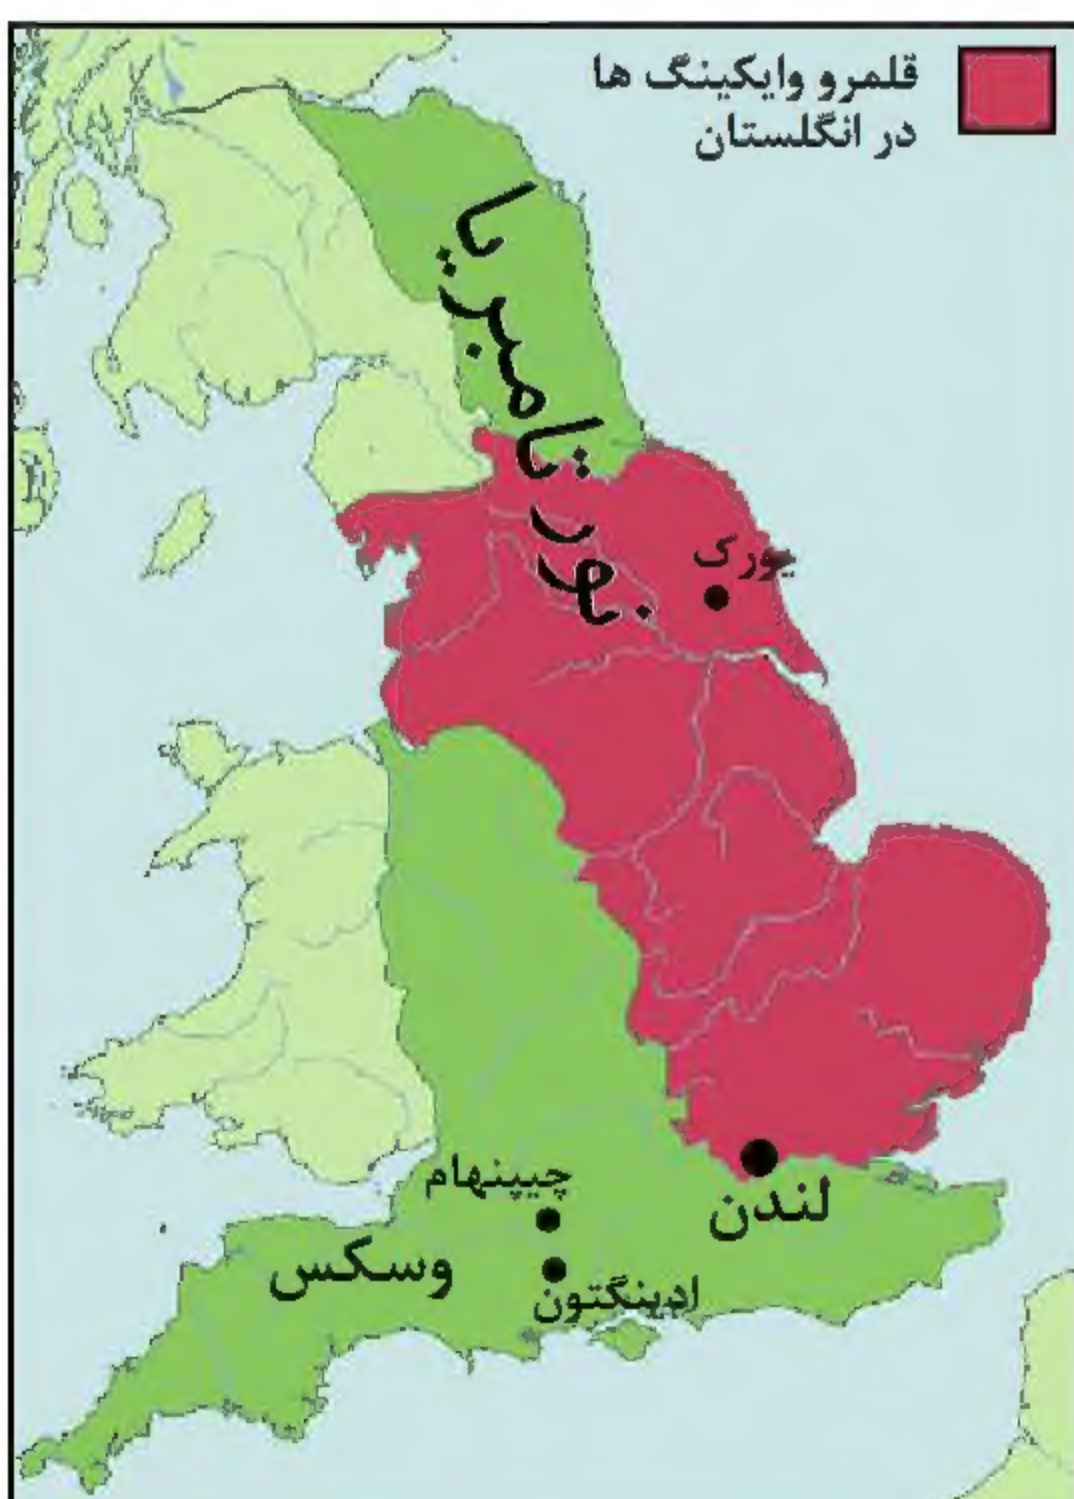 قلمرو وایکینگ ها
در انگلستان
نورتامبریا
یورک
چیپنهام
لندن
وسکس
ادینگتون